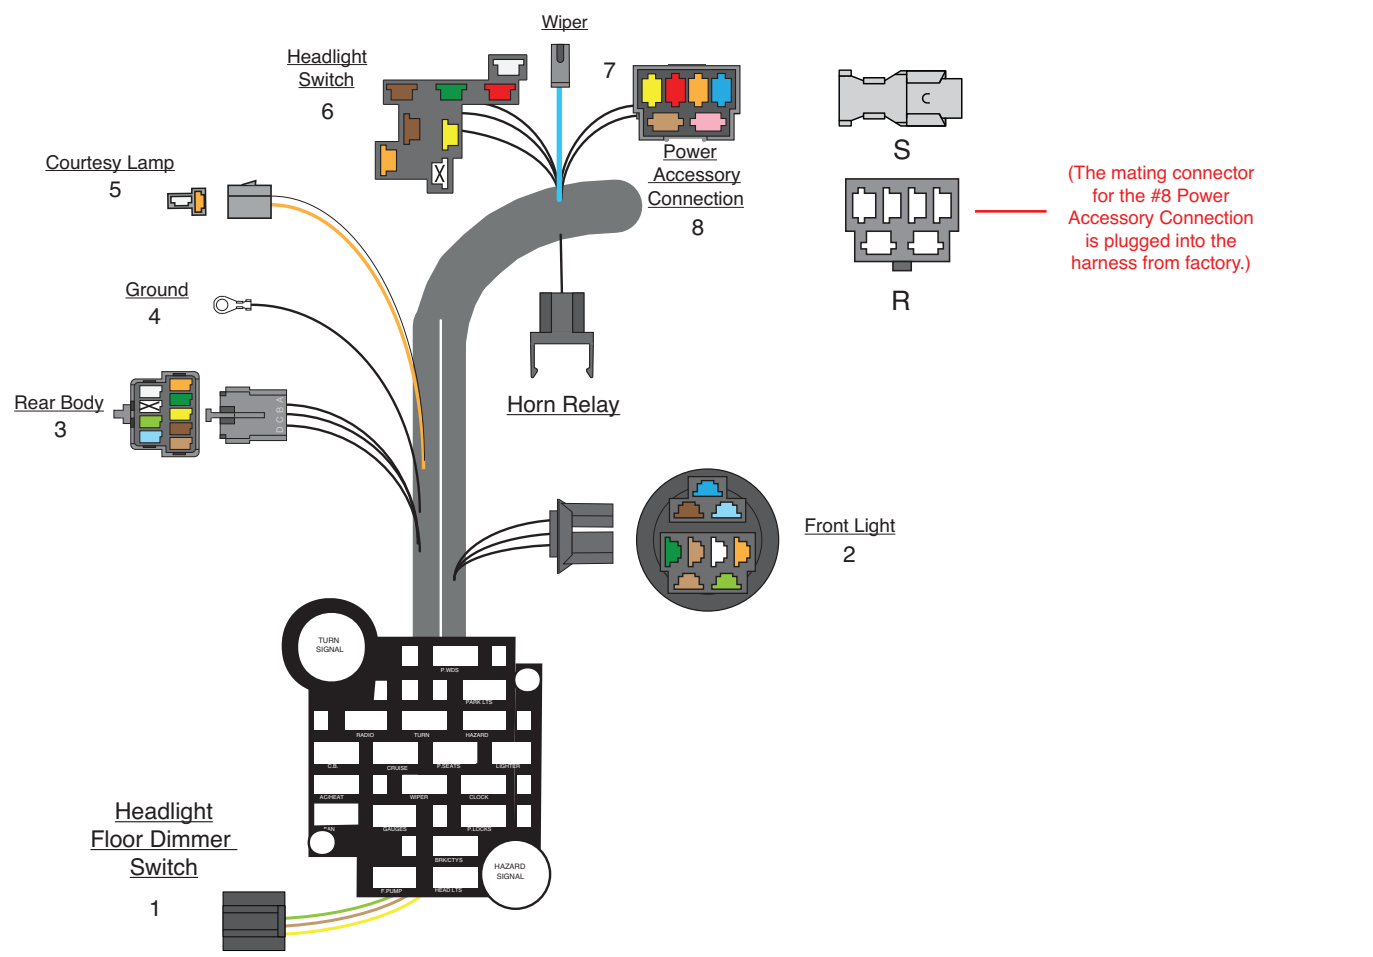 Wiper
Headlight
Switch
6
7
Power
Accessory
Connection
8
S
C
R
(The mating connector
for the #8 Power
Accessory Connection
is plugged into the
harness from factory.)
Courtesy Lamp
5
Ground
4
Rear Body
3
D C B A
Horn Relay
Front Light
2
TURN
SIGNAL
P.WDS
PARK LTS
RADIO
TURN
HAZARD
C.B.
CRUISE
P.SEATS
LIGHTER
AC/HEAT
WIPER
CLOCK
GAUGES
P.LOCKS
BRK/CTYS
F.PUMP
HEAD LTS
HAZARD
SIGNAL
Headlight
Floor Dimmer
Switch
1